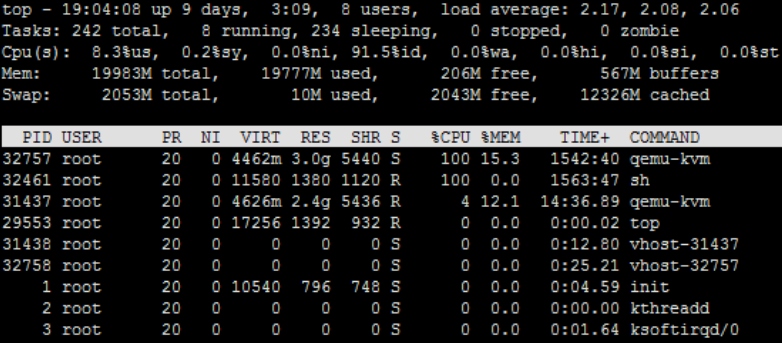 top - 19:04:08 up 9 days,  3:09,  8 users,  load average: 2.17, 2.08, 2.06
Tasks: 242 total,   8 running, 234 sleeping,   0 stopped,   0 zombie
Cpu(s):  8.3%us,  0.2%sy,  0.0%ni, 91.5%id,  0.0%wa,  0.0%hi,  0.0%si,  0.0%st
Mem:     19983M total,    19777M used,      206M free,      567M buffers
Swap:     2053M total,       10M used,     2043M free,    12326M cached
  PID USER      PR  NI  VIRT  RES  SHR S   %CPU %MEM    TIME+  COMMAND
32757 root      20   0 4462m 3.0g 5440 S    100 15.3   1542:40 qemu-kvm
32461 root      20   0 11580 1380 1120 R    100  0.0   1563:47 sh
31437 root      20   0 4626m 2.4g 5436 R      4 12.1  14:36.89 qemu-kvm
29553 root      20   0 17256 1392  932 R      0  0.0   0:00.02 top
31438 root      20   0     0    0    0 S      0  0.0   0:12.80 vhost-31437
32758 root      20   0     0    0    0 S      0  0.0   0:25.21 vhost-32757
    1 root      20   0 10540  796  748 S      0  0.0   0:04.59 init
    2 root      20   0     0    0    0 S      0  0.0   0:00.00 kthreadd
    3 root      20   0     0    0    0 S      0  0.0   0:01.64 ksoftirqd/0